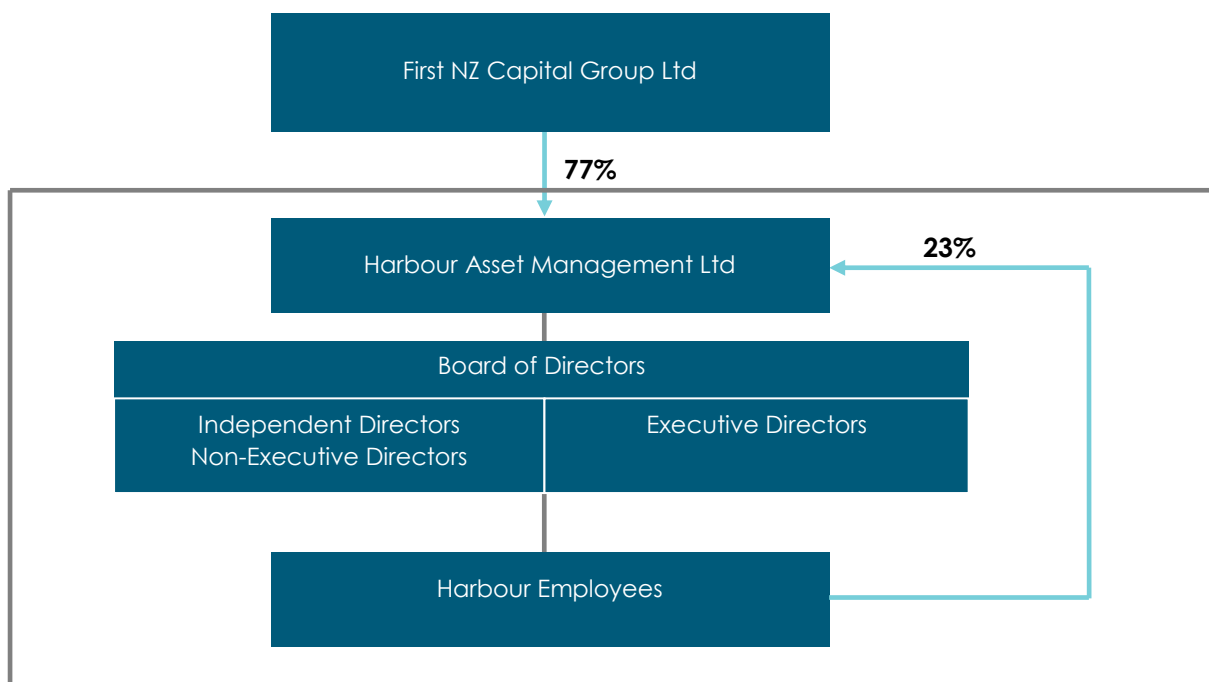 First NZ Capital Group Ltd
77%
Harbour Asset Management Ltd
23%
Board of Directors
Independent Directors
Non-Executive Directors
Executive Directors
Harbour Employees